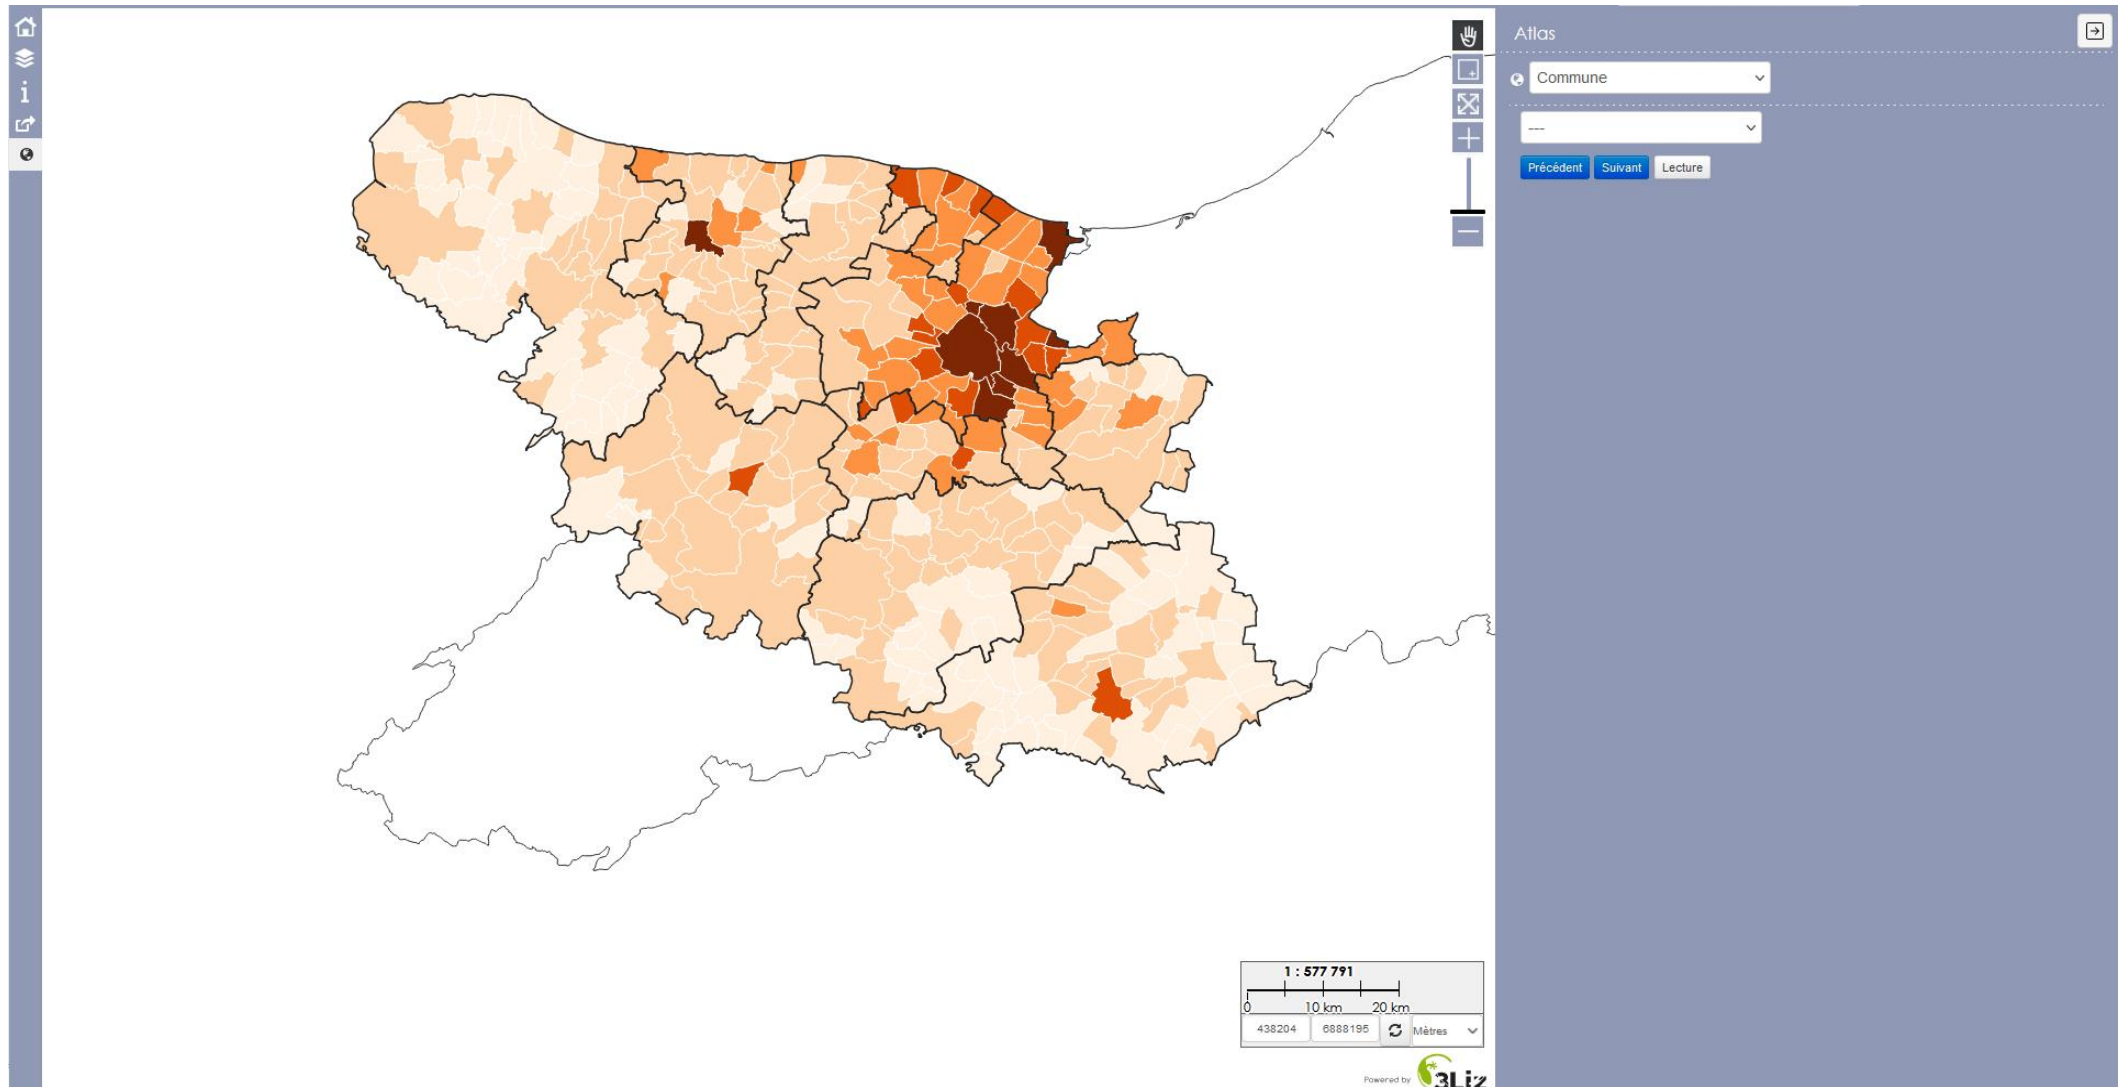 Atlas
Commune
---
Précédent Suivant Lecture
1 : 577 791
0 10 km 20 km
438204 6888195 Mètres
Powered by 3Liz